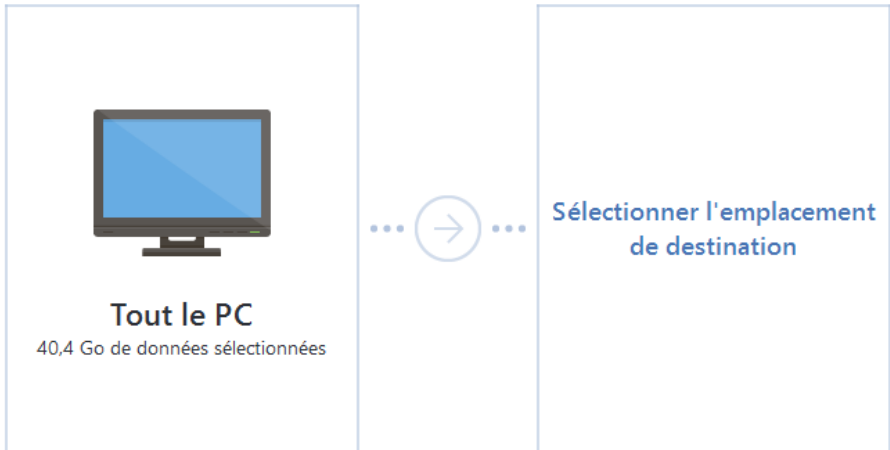 Tout le PC
40,4 Go de données sélectionnées
Sélectionner l'emplacement
de destination